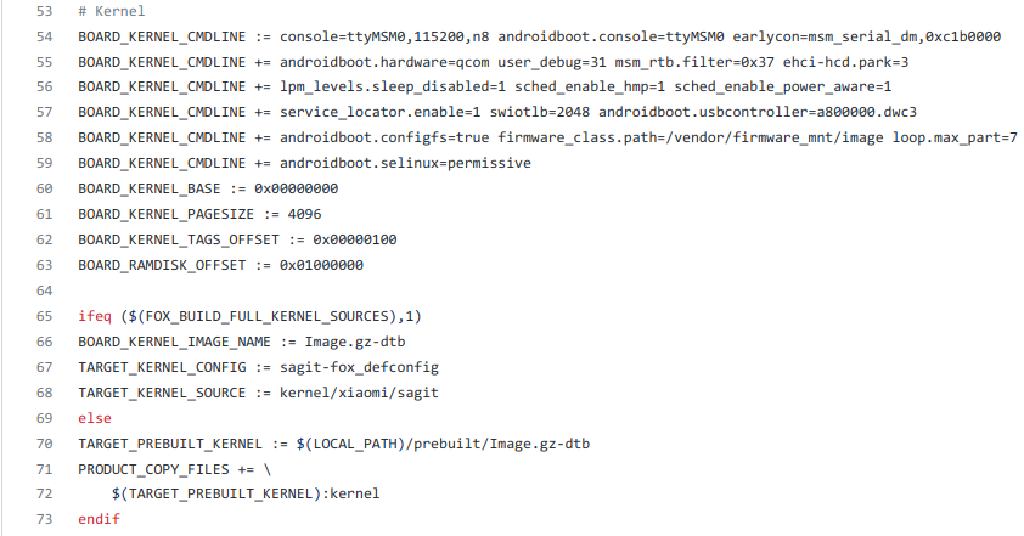 53 # Kernel
54 BOARD_KERNEL_CMDLINE := console=ttyMSM0,115200,n8 androidboot.console=ttyMSM0 earlycon=msm_serial_dm,0xc1b0000
55 BOARD_KERNEL_CMDLINE += androidboot.hardware=qcom user_debug=31 msm_rtb.filter=0x37 ehci-hcd.park=3
56 BOARD_KERNEL_CMDLINE += lpm_levels.sleep_disabled=1 sched_enable_hmp=1 sched_enable_power_aware=1
57 BOARD_KERNEL_CMDLINE += service_locator.enable=1 swiotlb=2048 androidboot.usbcontroller=a800000.dwc3
58 BOARD_KERNEL_CMDLINE += androidboot.configfs=true firmware_class.path=/vendor/firmware_mnt/image loop.max_part=7
59 BOARD_KERNEL_CMDLINE += androidboot.selinux=permissive
60 BOARD_KERNEL_BASE := 0x00000000
61 BOARD_KERNEL_PAGESIZE := 4096
62 BOARD_KERNEL_TAGS_OFFSET := 0x00000100
63 BOARD_RAMDISK_OFFSET := 0x01000000
64
65 ifeq ($(FOX_BUILD_FULL_KERNEL_SOURCES),1)
66 BOARD_KERNEL_IMAGE_NAME := Image.gz-dtb
67 TARGET_KERNEL_CONFIG := sagit-fox_defconfig
68 TARGET_KERNEL_SOURCE := kernel/xiaomi/sagit
69 else
70 TARGET_PREBUILT_KERNEL := $(LOCAL_PATH)/prebuilt/Image.gz-dtb
71 PRODUCT_COPY_FILES += \
72     $(TARGET_PREBUILT_KERNEL):kernel
73 endif